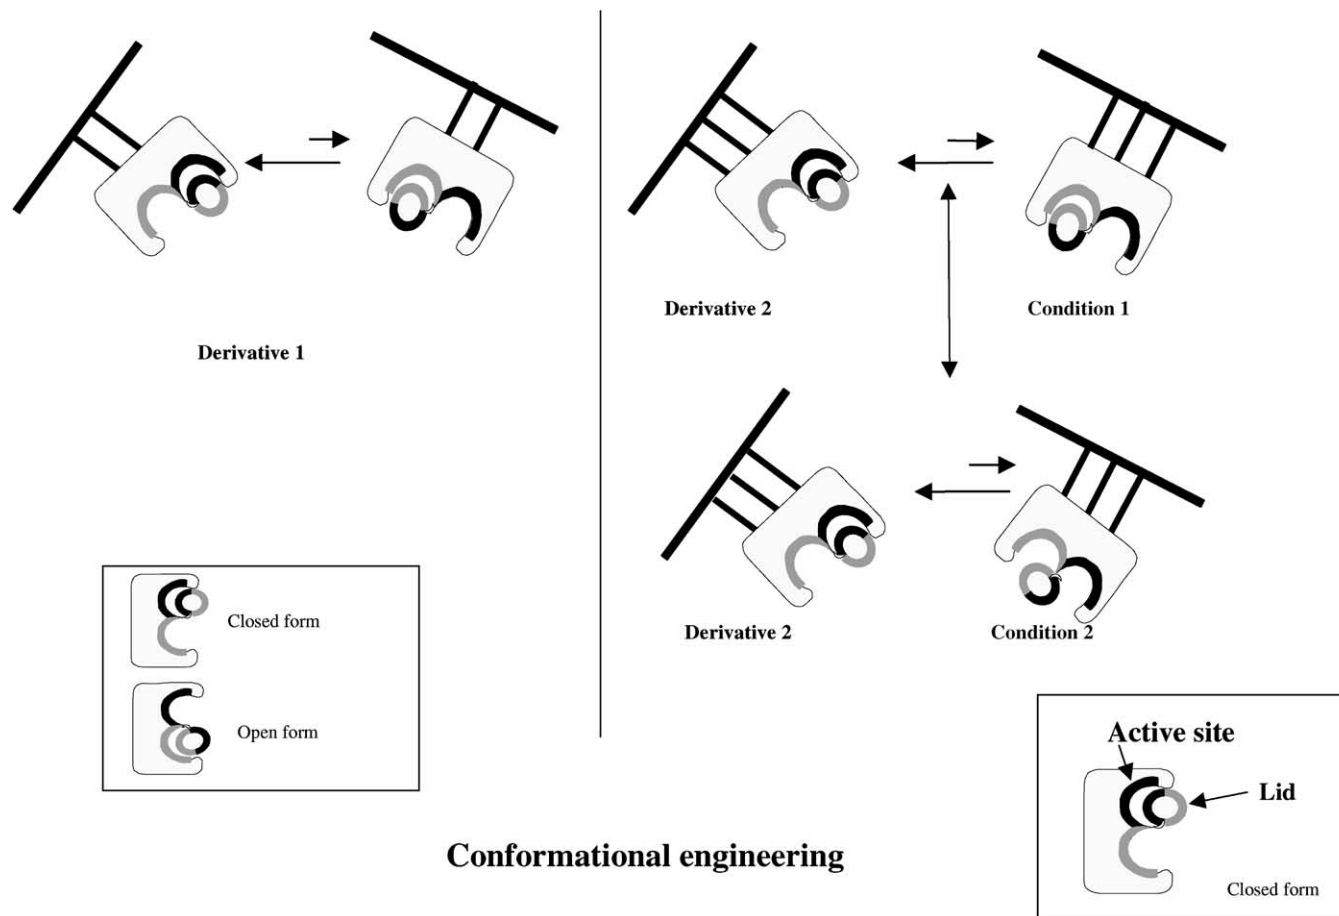 Derivative 1
Derivative 2
Condition 1
Derivative 2
Condition 2
Closed form
Open form
Active site
Lid
Closed form
Conformational engineering